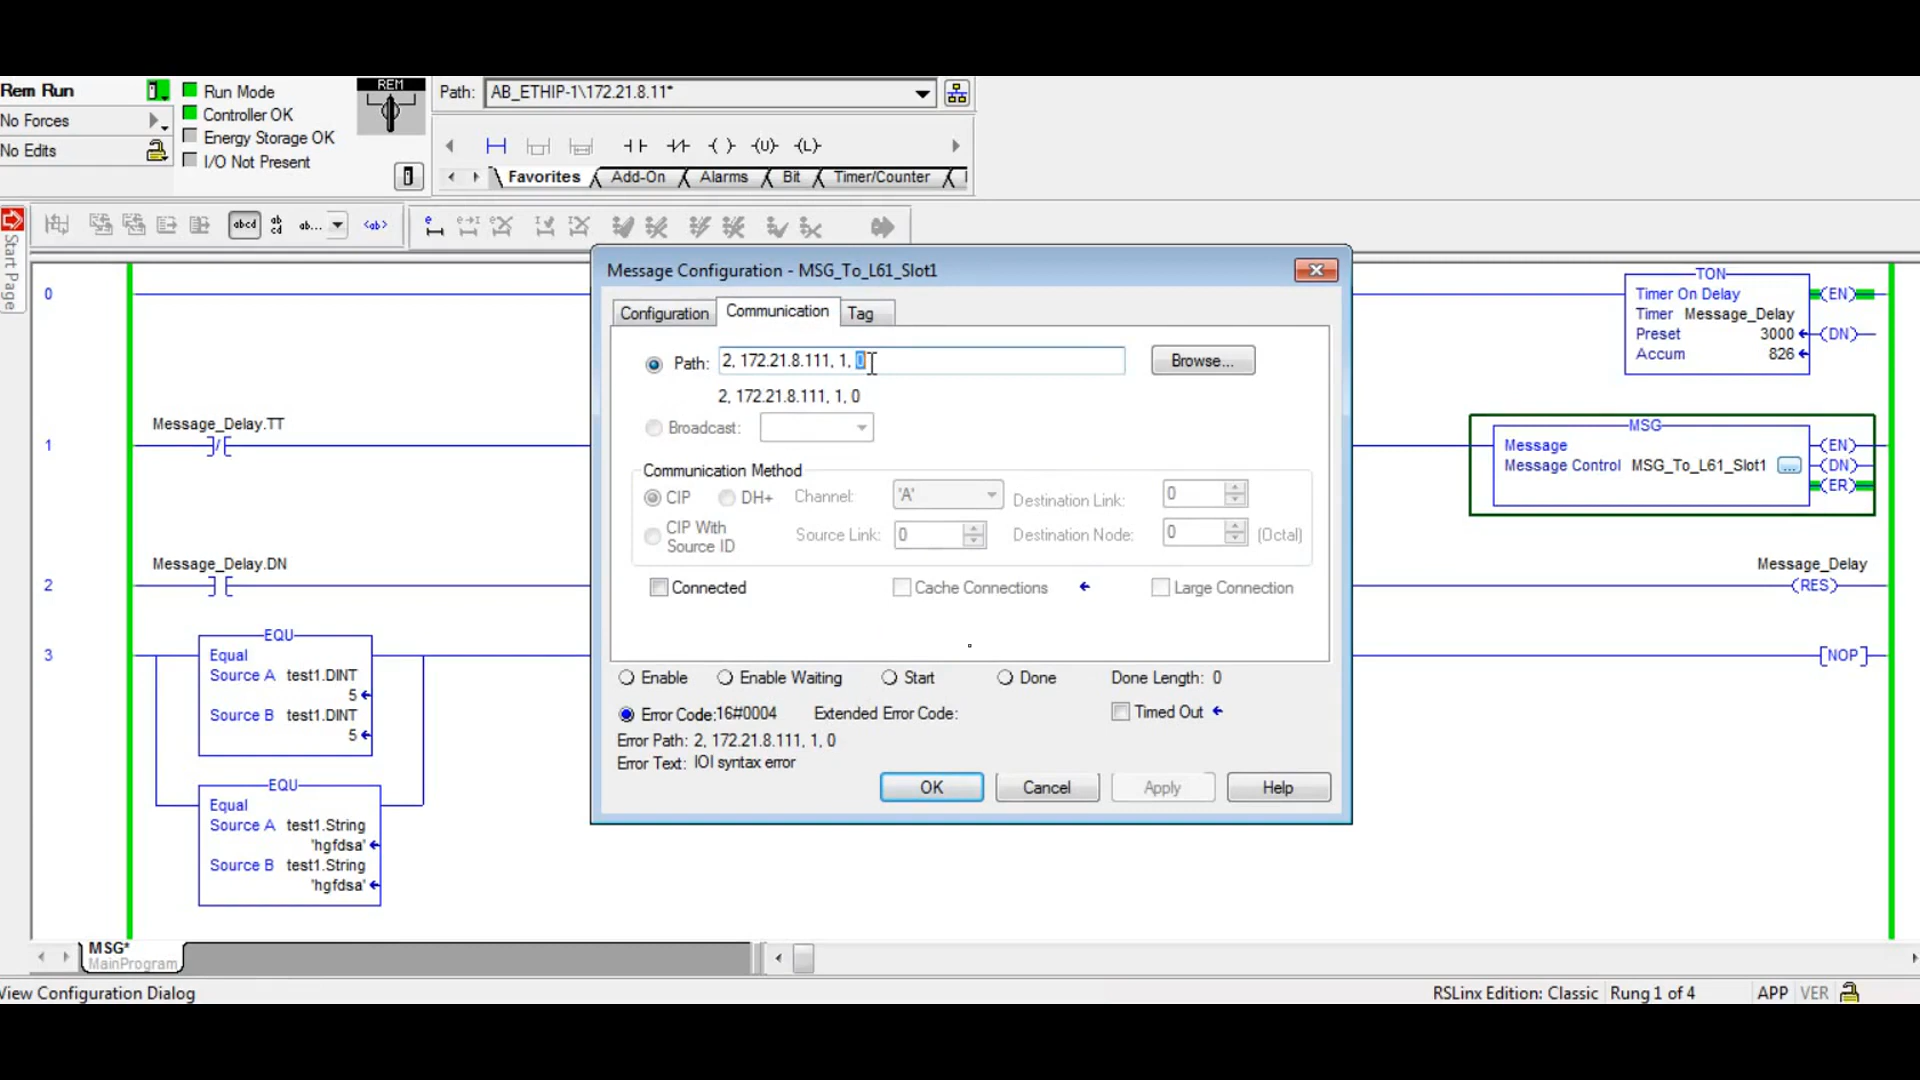 Rem Run
No Forces
No Edits
Run Mode
Controller OK
Energy Storage OK
I/O Not Present
REM
Path: AB_ETHIP-1\172.21.8.11*
Favorites Add-On Alarms Bit Timer/Counter
abcd ab cd ab... <ab>
Start Page
Message Configuration - MSG_To_L61_Slot1
Configuration Communication Tag
Path: 2, 172.21.8.111, 1, 0 Browse...
2, 172.21.8.111, 1, 0
Broadcast:
Communication Method
CIP DH+ Channel: 'A' Destination Link: 0
CIP With Source ID Source Link: 0 Destination Node: 0 (Octal)
Connected Cache Connections Large Connection
Enable Enable Waiting Start Done Done Length: 0
Error Code: 16#0004 Extended Error Code: Timed Out
Error Path: 2, 172.21.8.111, 1, 0
Error Text: IOI syntax error
OK Cancel Apply Help
0
TON
Timer On Delay (EN)
Timer Message_Delay
Preset 3000 (DN)
Accum 826
1
Message_Delay.TT
MSG
Message (EN)
Message Control MSG_To_L61_Slot1 ... (DN)
(ER)
2
Message_Delay.DN
Message_Delay
(RES)
3
EQU
Equal
Source A test1.DINT
5
Source B test1.DINT
5
[NOP]
EQU
Equal
Source A test1.String
'hgfdsa'
Source B test1.String
'hgfdsa'
MSG*
MainProgram
View Configuration Dialog
RSLinx Edition: Classic Rung 1 of 4 APP VER